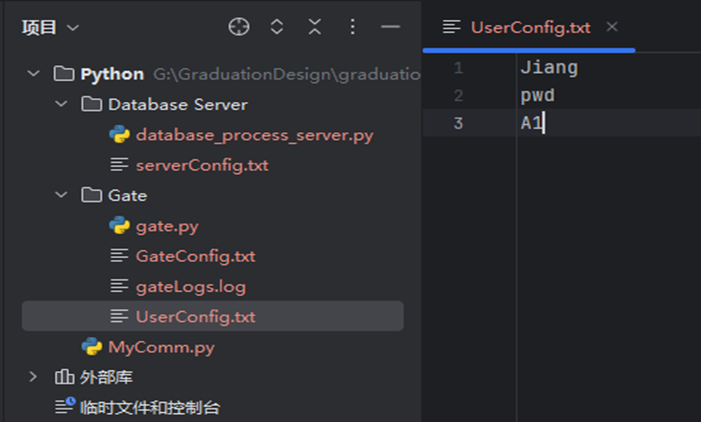 项目
Python G:\GraduationDesign\graduatio
Database Server
database_process_server.py
serverConfig.txt
Gate
gate.py
GateConfig.txt
gateLogs.log
UserConfig.txt
MyComm.py
外部库
临时文件和控制台
UserConfig.txt
1 Jiang
2 pwd
3 A1